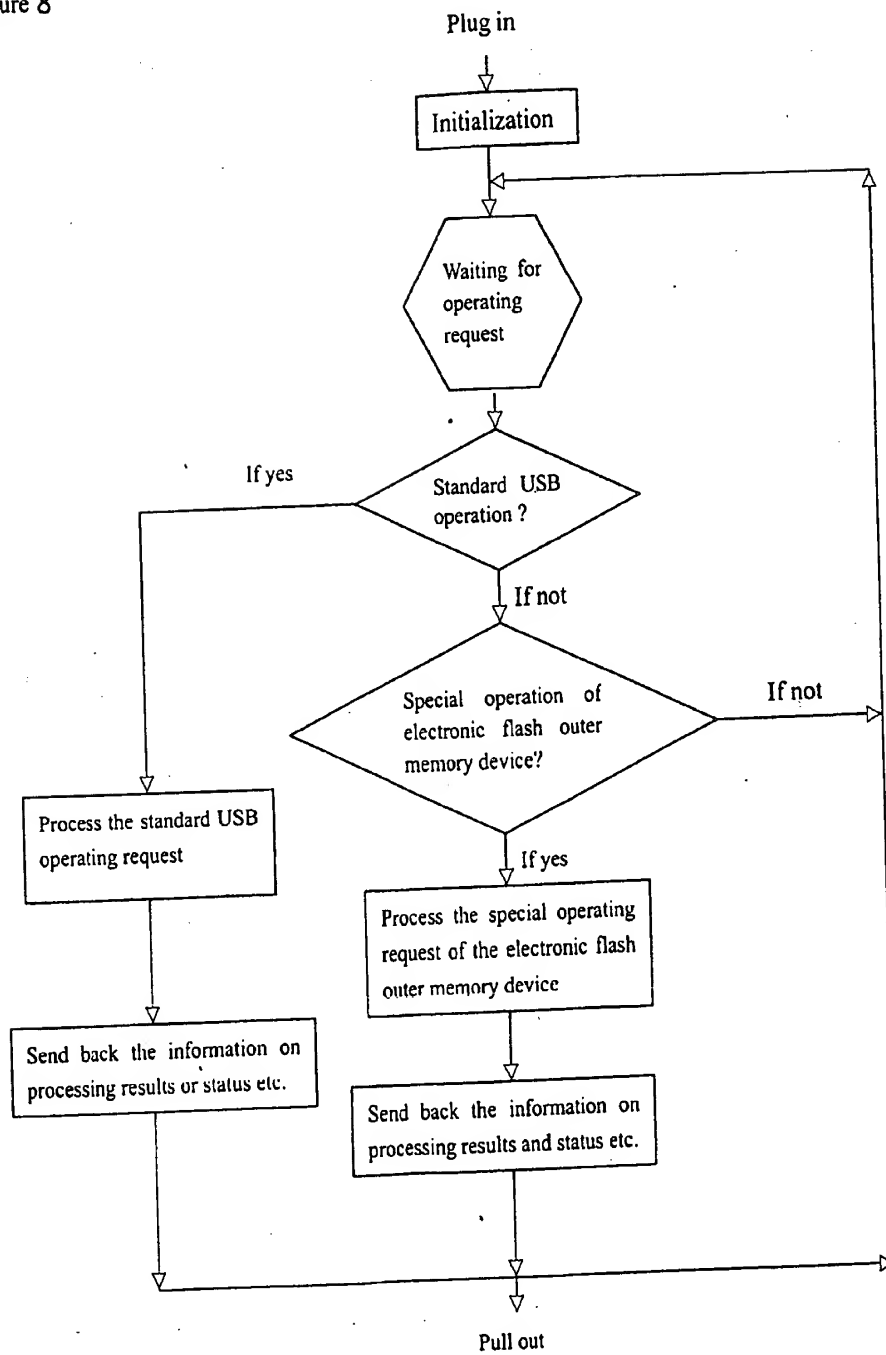 ure 8
Plug in
Initialization
Waiting for
operating
request
If yes
Standard USB
operation ?
If not
Special operation of
electronic flash outer
memory device?
If not
Process the standard USB
operating request
If yes
Process the special operating
request of the electronic flash
outer memory device
Send back the information on
processing results or status etc.
Send back the information on
processing results and status etc.
Pull out